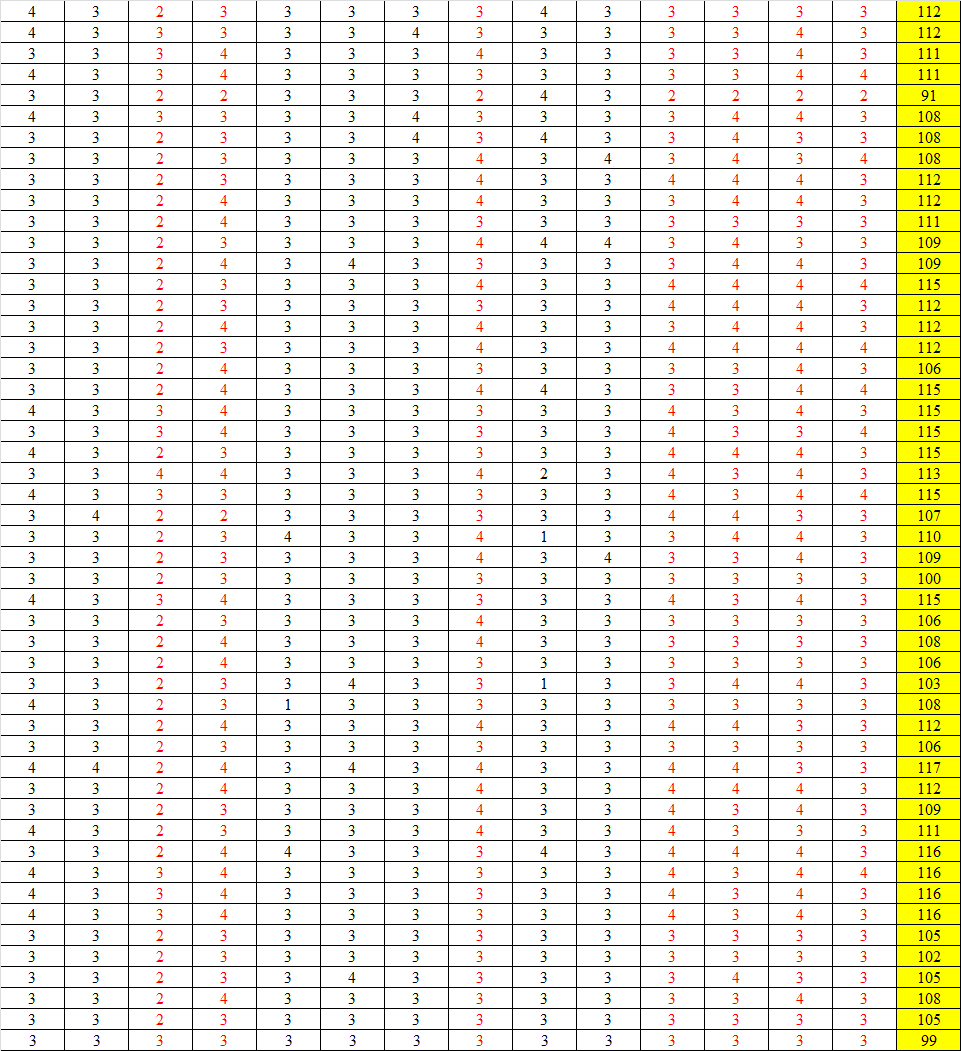 4 3 2 3 3 3 3 3 4 3 3 3 3 3 112
4 3 3 3 3 3 4 3 3 3 3 3 4 3 112
3 3 3 4 3 3 3 4 3 3 3 3 4 3 111
4 3 3 4 3 3 3 3 3 3 3 3 4 4 111
3 3 2 2 3 3 3 2 4 3 2 2 2 2 91
4 3 3 3 3 3 4 3 3 3 3 4 4 3 108
3 3 2 3 3 3 4 3 4 3 3 4 3 3 108
3 3 2 3 3 3 3 4 3 4 3 4 3 4 108
3 3 2 3 3 3 3 4 3 3 4 4 4 3 112
3 3 2 4 3 3 3 4 3 3 3 4 4 3 112
3 3 2 4 3 3 3 3 3 3 3 3 3 3 111
3 3 2 3 3 3 3 4 4 4 3 4 3 3 109
3 3 2 4 3 4 3 3 3 3 3 4 4 3 109
3 3 2 3 3 3 3 4 3 3 4 4 4 4 115
3 3 2 3 3 3 3 3 3 3 4 4 4 3 112
3 3 2 4 3 3 3 4 3 3 3 4 4 3 112
3 3 2 3 3 3 3 4 3 3 4 4 4 4 112
3 3 2 4 3 3 3 3 3 3 3 3 4 3 106
3 3 2 4 3 3 3 4 4 3 3 3 4 4 115
4 3 3 4 3 3 3 3 3 3 4 3 4 3 115
3 3 3 4 3 3 3 3 3 3 4 3 3 4 115
4 3 2 3 3 3 3 3 3 3 4 4 4 3 115
3 3 4 4 3 3 3 4 2 3 4 3 4 3 113
4 3 3 3 3 3 3 3 3 3 4 3 4 4 115
3 4 2 2 3 3 3 3 3 3 4 4 3 3 107
3 3 2 3 4 3 3 4 1 3 3 4 4 3 110
3 3 2 3 3 3 3 4 3 4 3 3 4 3 109
3 3 2 3 3 3 3 3 3 3 3 3 3 3 100
4 3 3 4 3 3 3 3 3 3 4 3 4 3 115
3 3 2 3 3 3 3 4 3 3 3 3 3 3 106
3 3 2 4 3 3 3 4 3 3 3 3 3 3 108
3 3 2 4 3 3 3 3 3 3 3 3 3 3 106
3 3 2 3 3 4 3 3 1 3 3 4 4 3 103
4 3 2 3 1 3 3 3 3 3 3 3 3 3 108
3 3 2 4 3 3 3 4 3 3 4 4 3 3 112
3 3 2 3 3 3 3 3 3 3 3 3 3 3 106
4 4 2 4 3 4 3 4 3 3 4 4 3 3 117
3 3 2 4 3 3 3 4 3 3 4 4 4 3 112
3 3 2 3 3 3 3 4 3 3 4 3 4 3 109
4 3 2 3 3 3 3 4 3 3 4 3 3 3 111
3 3 2 4 4 3 3 3 4 3 4 4 4 3 116
4 3 3 4 3 3 3 3 3 3 4 3 4 4 116
4 3 3 4 3 3 3 3 3 3 4 3 4 3 116
4 3 3 4 3 3 3 3 3 3 4 3 4 3 116
3 3 2 3 3 3 3 3 3 3 3 3 3 3 105
3 3 2 3 3 3 3 3 3 3 3 3 3 3 102
3 3 2 3 3 4 3 3 3 3 3 4 3 3 105
3 3 2 4 3 3 3 3 3 3 3 3 4 3 108
3 3 2 3 3 3 3 3 3 3 3 3 3 3 105
3 3 3 3 3 3 3 3 3 3 3 3 3 3 99